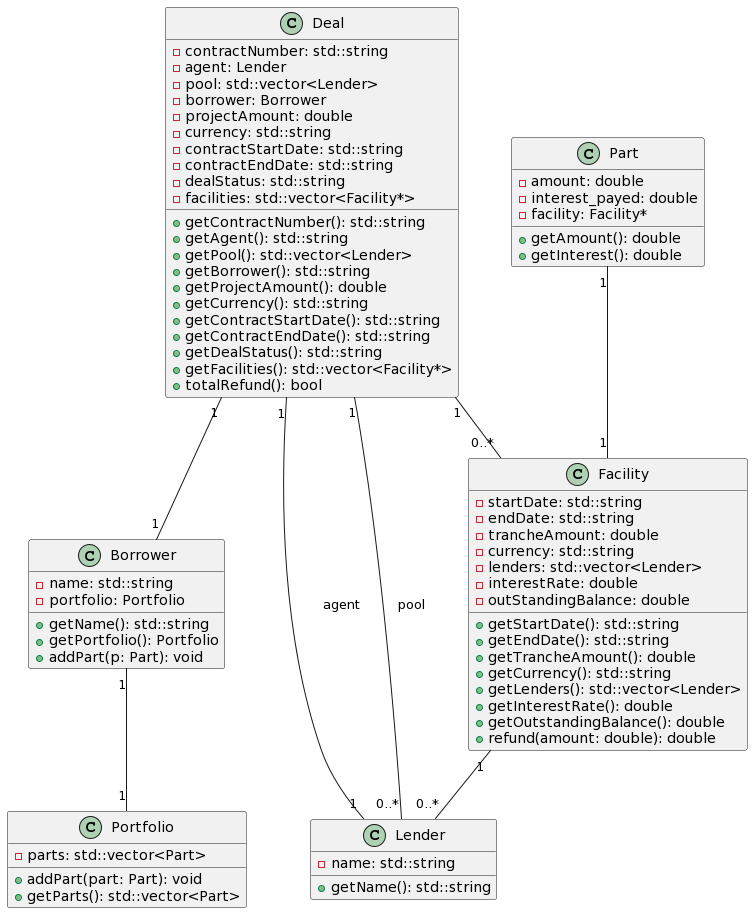 C Deal
contractNumber: std::string
agent: Lender
pool: std::vector<Lender>
borrower: Borrower
projectAmount: double
currency: std::string
contractStartDate: std::string
contractEndDate: std::string
dealStatus: std::string
facilities: std::vector<Facility*>
getContractNumber(): std::string
getAgent(): std::string
getPool(): std::vector<Lender>
getBorrower(): std::string
getProjectAmount(): double
getCurrency(): std::string
getContractStartDate(): std::string
getContractEndDate(): std::string
getDealStatus(): std::string
getFacilities(): std::vector<Facility*>
totalRefund(): bool
C Part
amount: double
interest_payed: double
facility: Facility*
getAmount(): double
getInterest(): double
1
1
1
1
1
1
0..*
1
C Facility
startDate: std::string
endDate: std::string
trancheAmount: double
currency: std::string
lenders: std::vector<Lender>
interestRate: double
outStandingBalance: double
getStartDate(): std::string
getEndDate(): std::string
getTrancheAmount(): double
getCurrency(): std::string
getLenders(): std::vector<Lender>
getInterestRate(): double
getOutstandingBalance(): double
refund(amount: double): double
C Borrower
name: std::string
portfolio: Portfolio
getName(): std::string
getPortfolio(): Portfolio
addPart(p: Part): void
agent
pool
1
1
1
1
0..*
0..*
C Portfolio
parts: std::vector<Part>
addPart(part: Part): void
getParts(): std::vector<Part>
C Lender
name: std::string
getName(): std::string